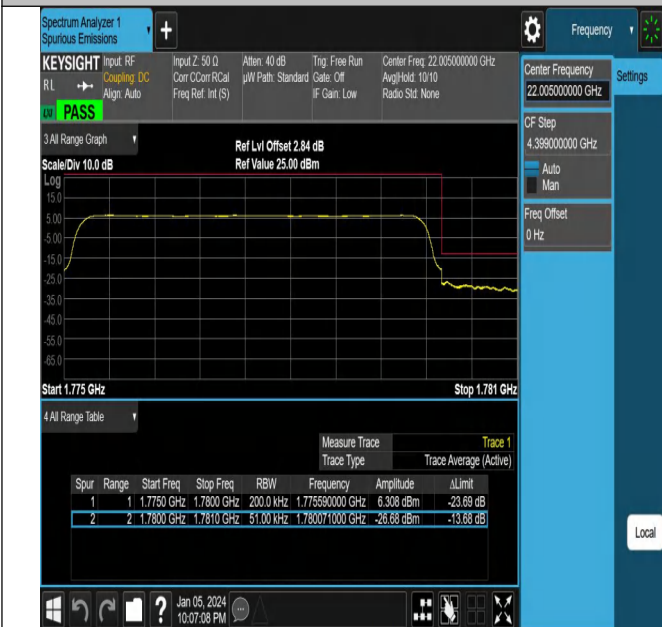 Spectrum Analyzer 1
Spurious Emissions
+
Frequency
KEYSIGHT
R L
PASS
Input: RF
Coupling: DC
Align: Auto
Input Z: 50 Ω
Corr CCorr RCal
Freq Ref: Int (S)
Atten: 40 dB
µW Path: Standard
Trig: Free Run
Gate: Off
IF Gain: Low
Center Freq: 22.005000000 GHz
Avg|Hold: 10/10
Radio Std: None
Center Frequency
22.005000000 GHz
Settings
CF Step
4.399000000 GHz
Auto
Man
Freq Offset
0 Hz
3 All Range Graph
Scale/Div 10.0 dB
Ref Lvl Offset 2.84 dB
Ref Value 25.00 dBm
Log
15.0
5.00
-5.00
-15.0
-25.0
-35.0
-45.0
-55.0
-65.0
Start 1.775 GHz
Stop 1.781 GHz
4 All Range Table
Measure Trace Trace 1
Trace Type Trace Average (Active)
Spur Range Start Freq Stop Freq RBW Frequency Amplitude ΔLimit
1 1 1.7750 GHz 1.7800 GHz 200.0 kHz 1.775590000 GHz 6.308 dBm -23.69 dB
2 2 1.7800 GHz 1.7810 GHz 51.00 kHz 1.780071000 GHz -26.68 dBm -13.68 dB
Local
?
Jan 05, 2024
10:07:08 PM